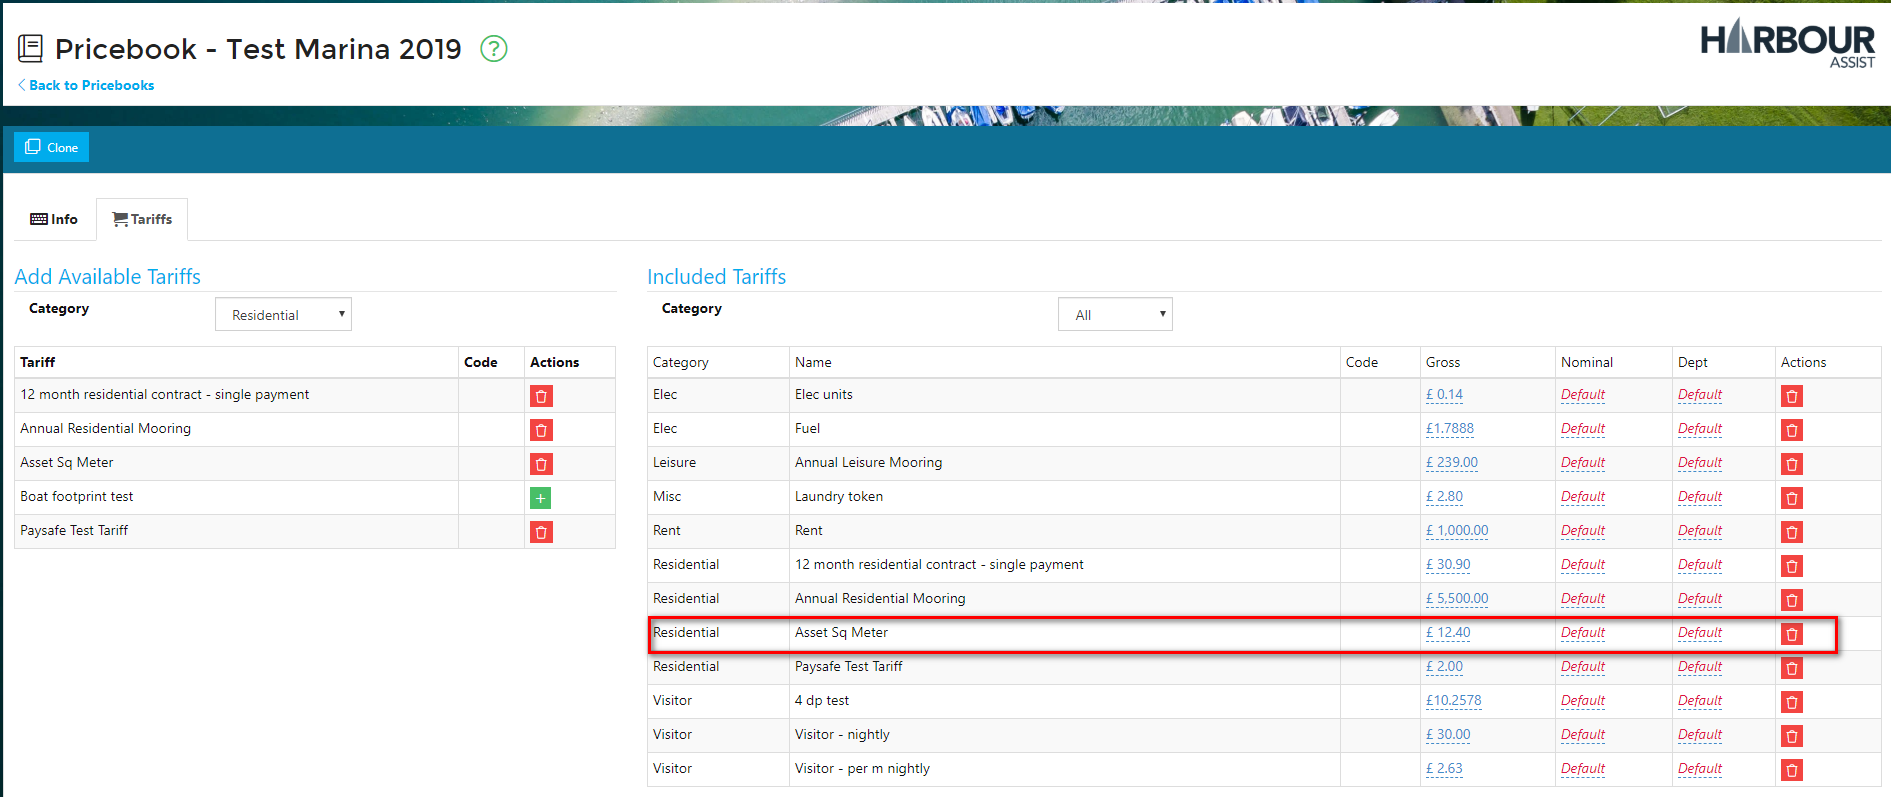 Pricebook - Test Marina 2019 ?
HARBOUR
ASSIST
Back to Pricebooks
Clone
Info Tariffs
Add Available Tariffs
Category Residential
Tariff Code Actions
12 month residential contract - single payment
Annual Residential Mooring
Asset Sq Meter
Boat footprint test
Paysafe Test Tariff
Included Tariffs
Category All
Category Name Code Gross Nominal Dept Actions
Elec Elec units £ 0.14 Default Default
Elec Fuel £1.7888 Default Default
Leisure Annual Leisure Mooring £ 239.00 Default Default
Misc Laundry token £ 2.80 Default Default
Rent Rent £ 1,000.00 Default Default
Residential 12 month residential contract - single payment £ 30.90 Default Default
Residential Annual Residential Mooring £ 5,500.00 Default Default
Residential Asset Sq Meter £ 12.40 Default Default
Residential Paysafe Test Tariff £ 2.00 Default Default
Visitor 4 dp test £10.2578 Default Default
Visitor Visitor - nightly £ 30.00 Default Default
Visitor Visitor - per m nightly £ 2.63 Default Default